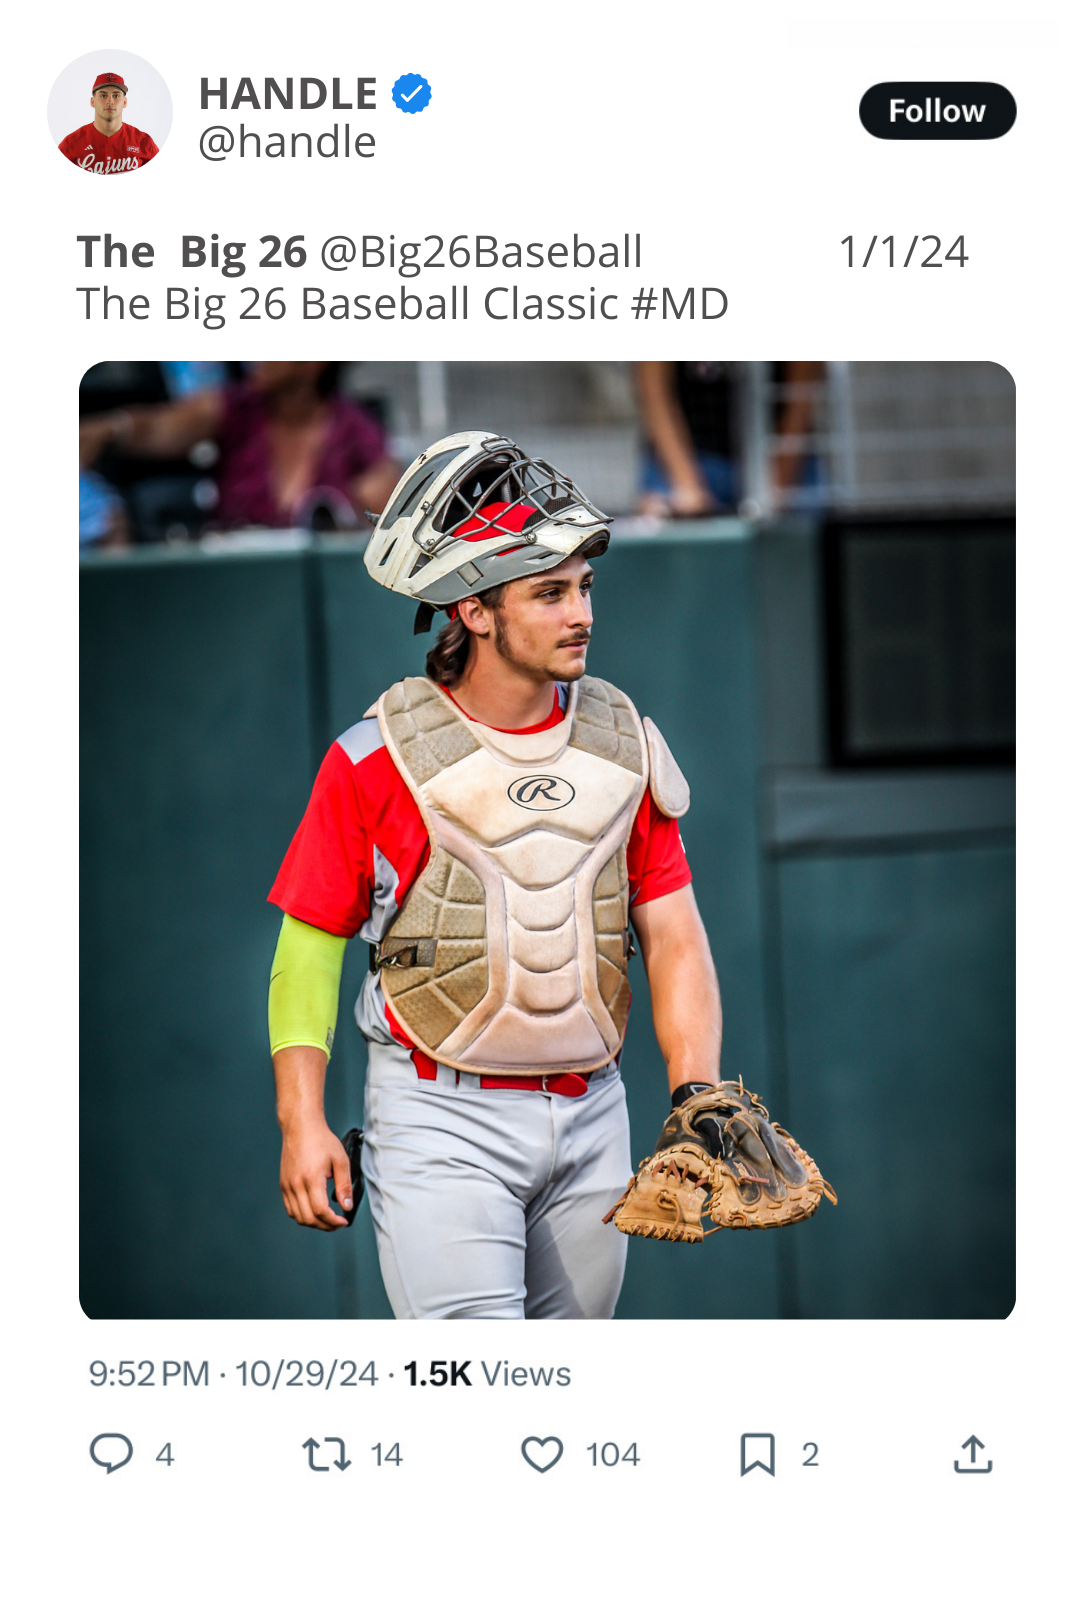 Cajuns
HANDLE
@handle
Follow
The Big 26 @Big26Baseball 1/1/24
The Big 26 Baseball Classic #MD
R
9:52 PM · 10/29/24 · 1.5K Views
4 14 104 2